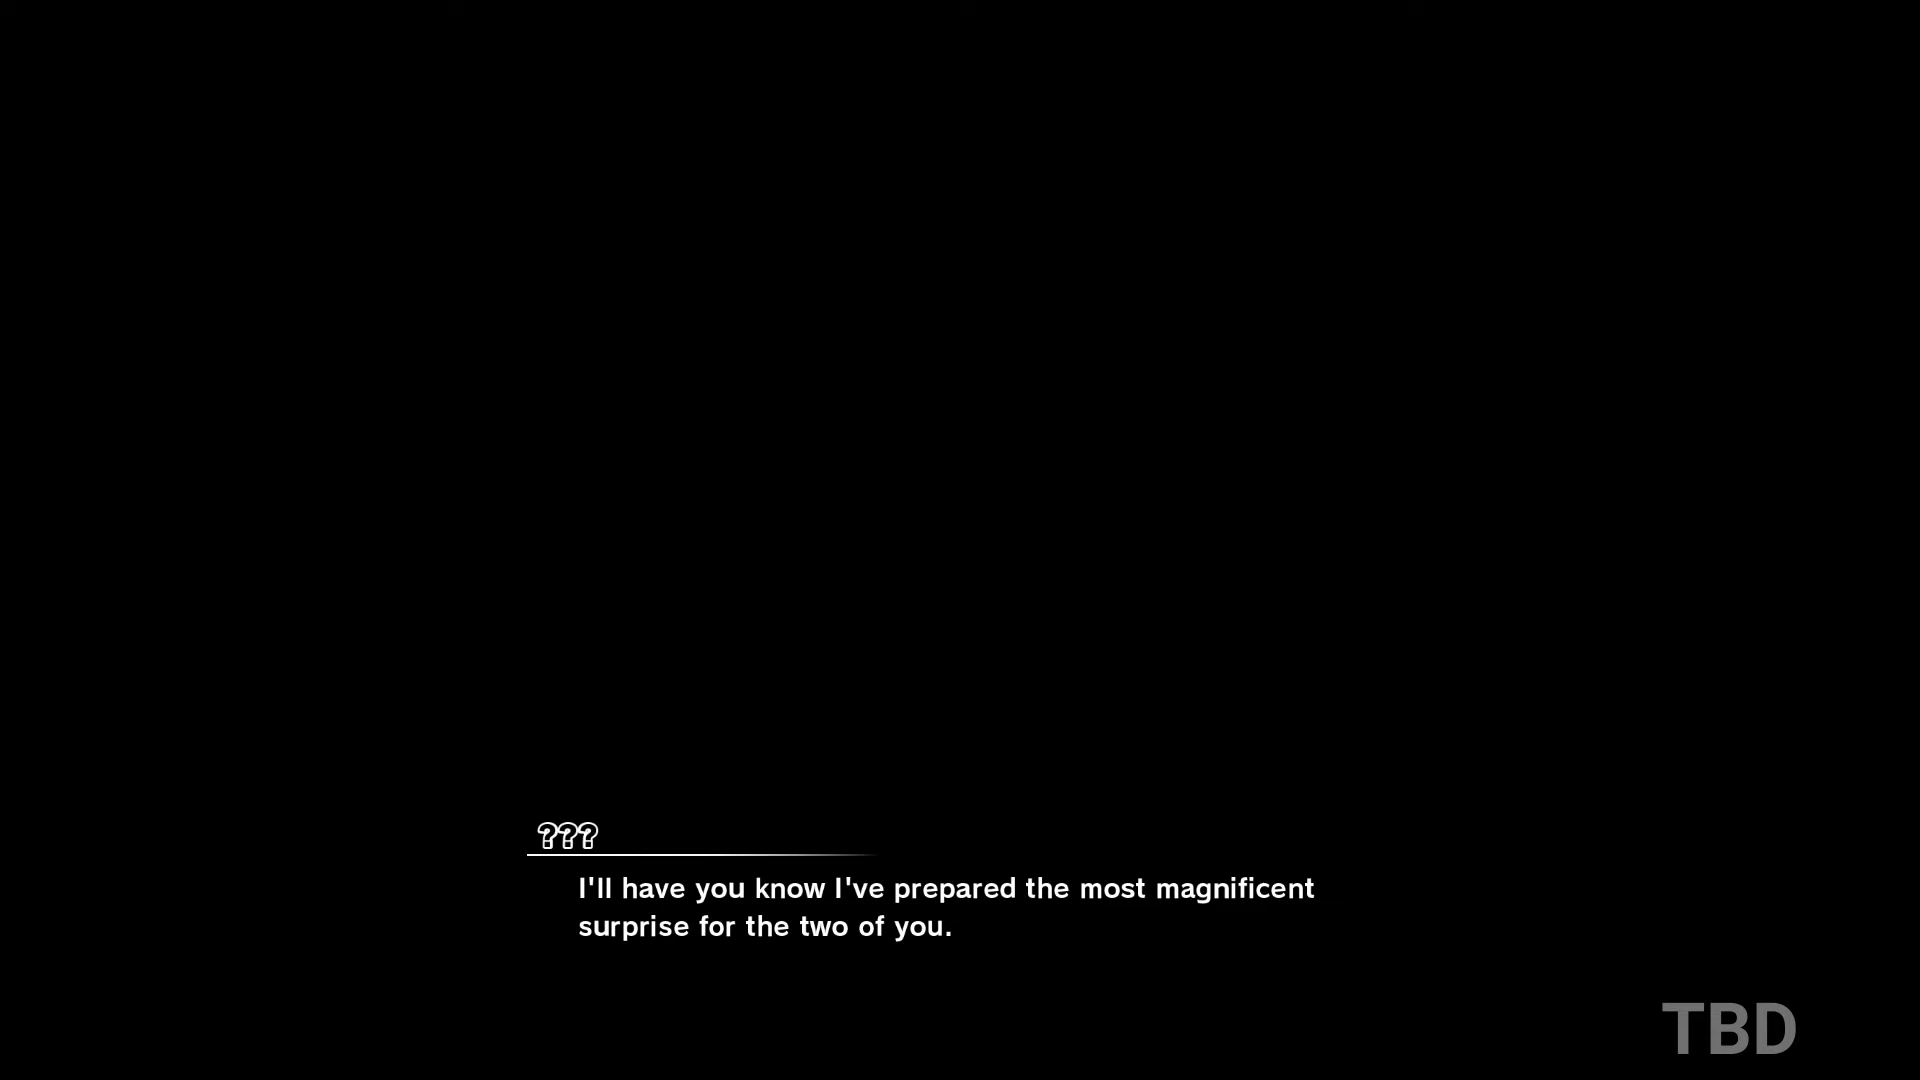 ???
I'll have you know I've prepared the most magnificent
surprise for the two of you.
TBD